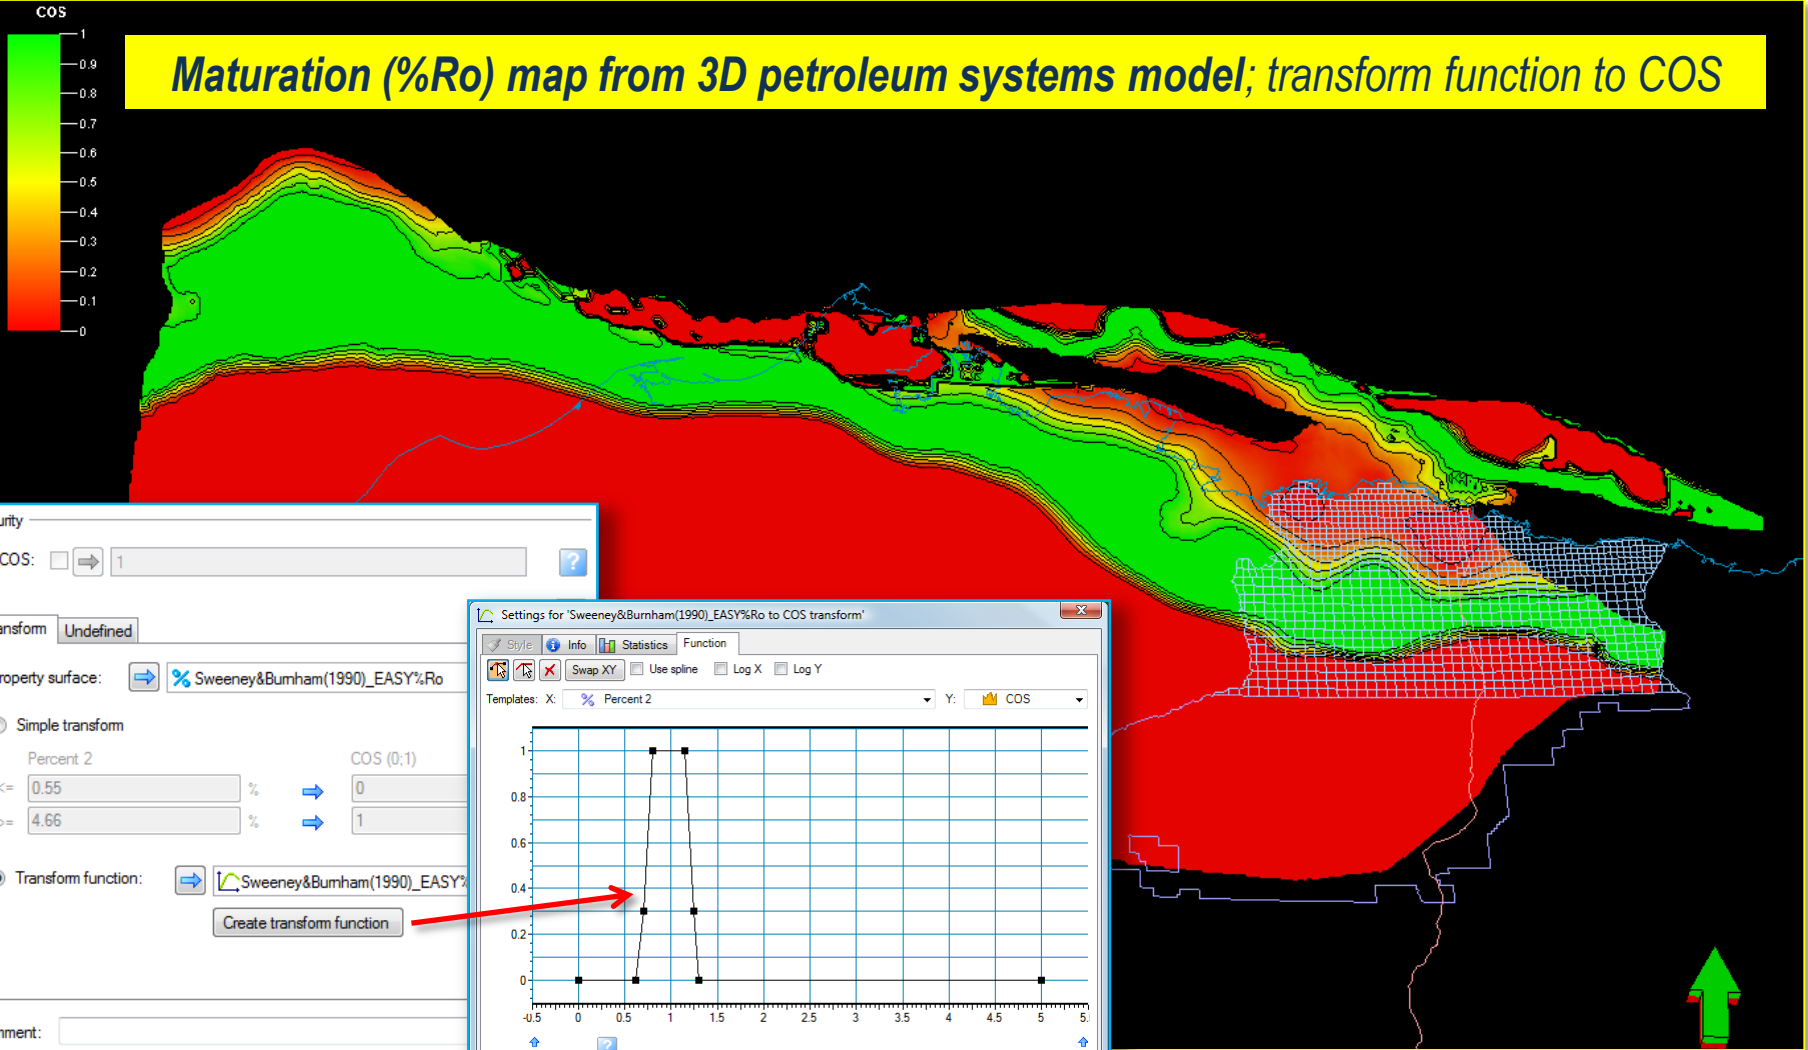 COS
Maturation (%Ro) map from 3D petroleum systems model; transform function to COS
1
0.9
0.8
0.7
0.6
0.5
0.4
0.3
0.2
0.1
0
COS:
1
?
Undefined
Sweeney&Burnham(1990)_EASY%Ro
Simple transform
Percent 2
COS (0;1)
<= 0.55 % 0
>= 4.66 % 1
Transform function:
Sweeney&Burnham(1990)_EASY%
Create transform function
Settings for 'Sweeney&Burnham(1990)_EASY%Ro to COS transform'
Style Info Statistics Function
Swap XY Use spline Log X Log Y
Templates: X: % Percent 2 Y: COS
1
0.8
0.6
0.4
0.2
0
-0.5 0 0.5 1 1.5 2 2.5 3 3.5 4 4.5 5
?